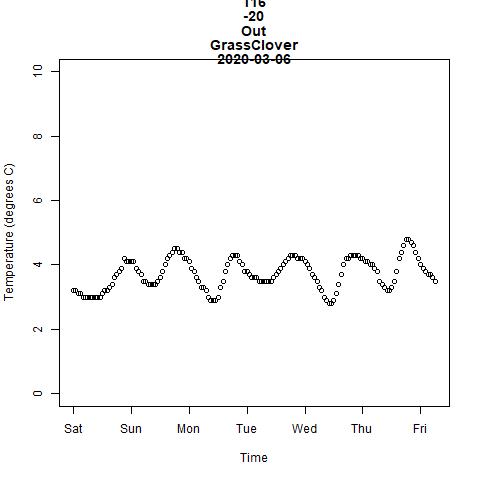 116
-20
Out
GrassClover
2020-03-06
Temperature (degrees C)
10
8
6
4
2
0
Sat Sun Mon Tue Wed Thu Fri
Time